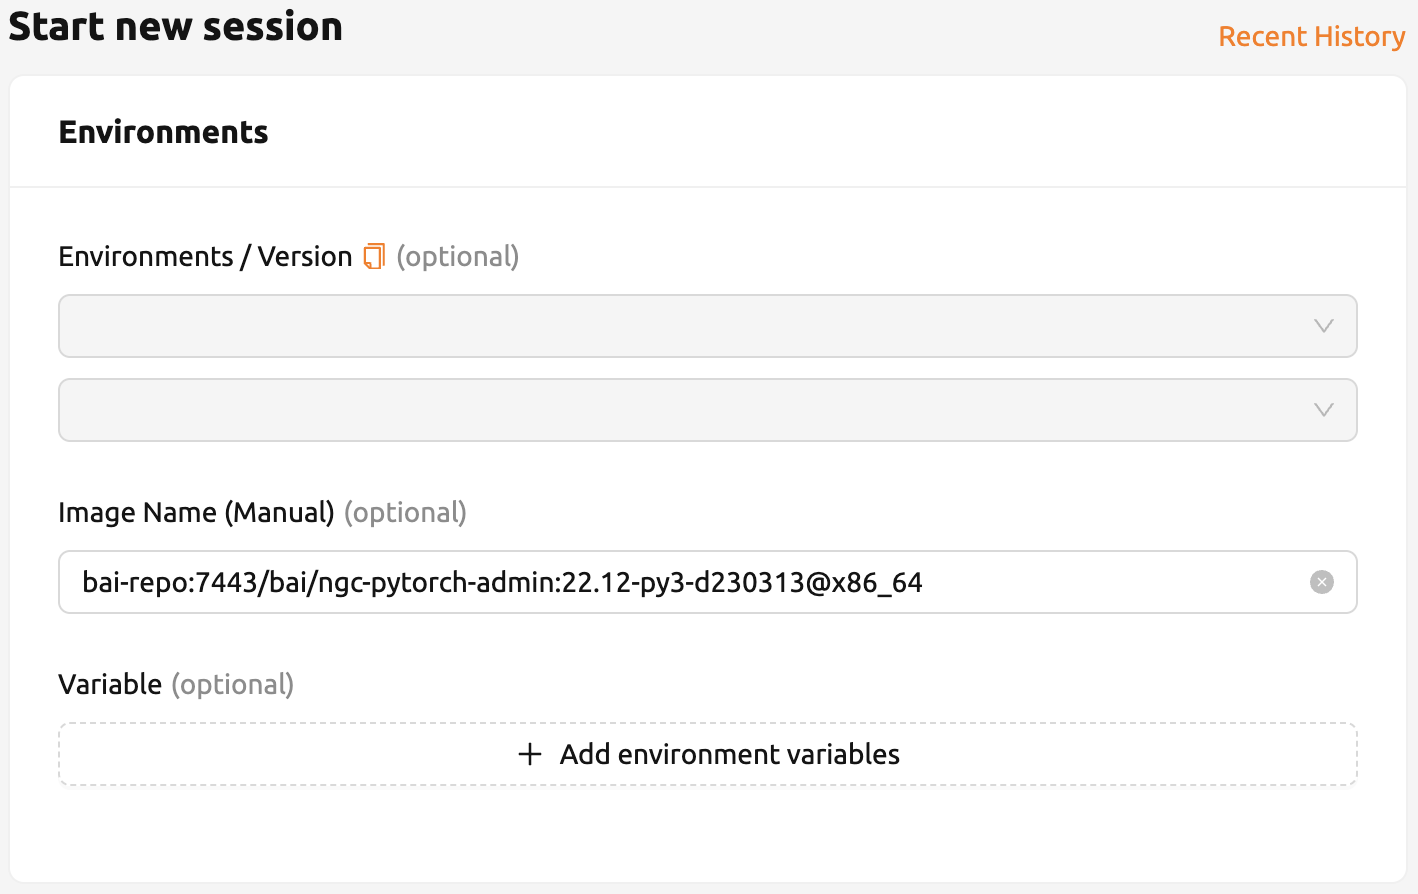 Start new session
Recent History
Environments
Environments / Version (optional)
Image Name (Manual) (optional)
bai-repo:7443/bai/ngc-pytorch-admin:22.12-py3-d230313@x86_64
Variable (optional)
+ Add environment variables